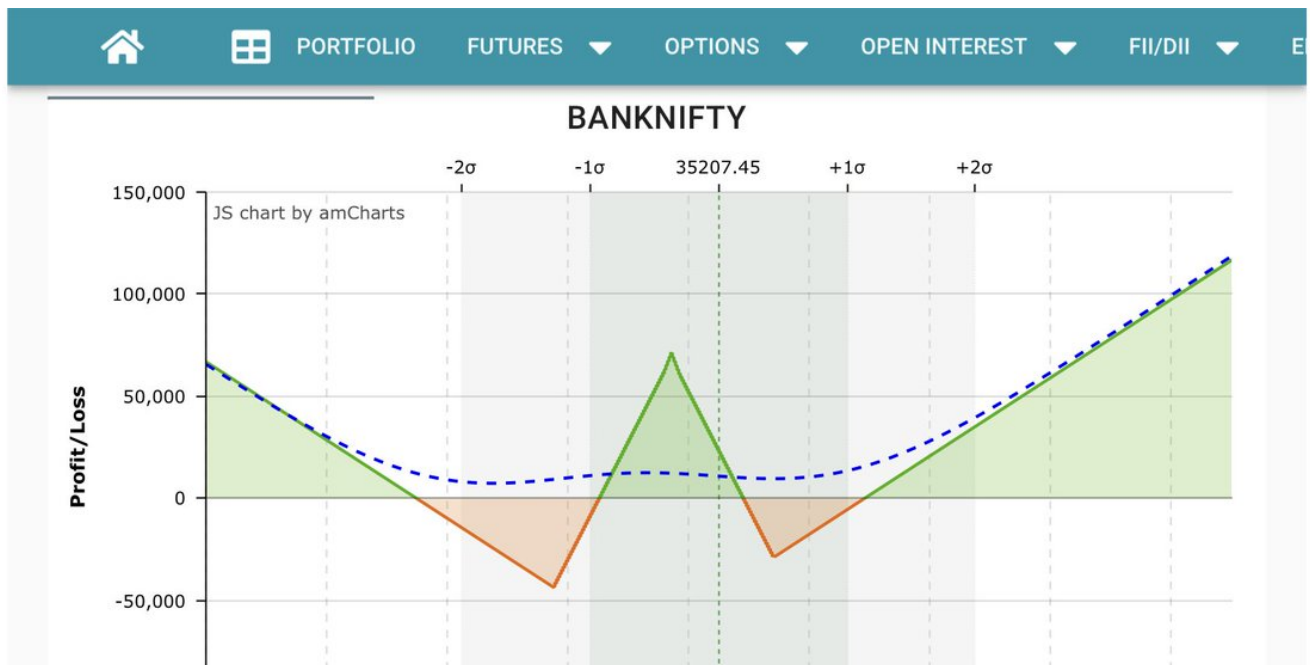 PORTFOLIO FUTURES OPTIONS OPEN INTEREST FII/DII
BANKNIFTY
-2σ -1σ 35207.45 +1σ +2σ
150,000
JS chart by amCharts
100,000
50,000
Profit/Loss
0
-50,000